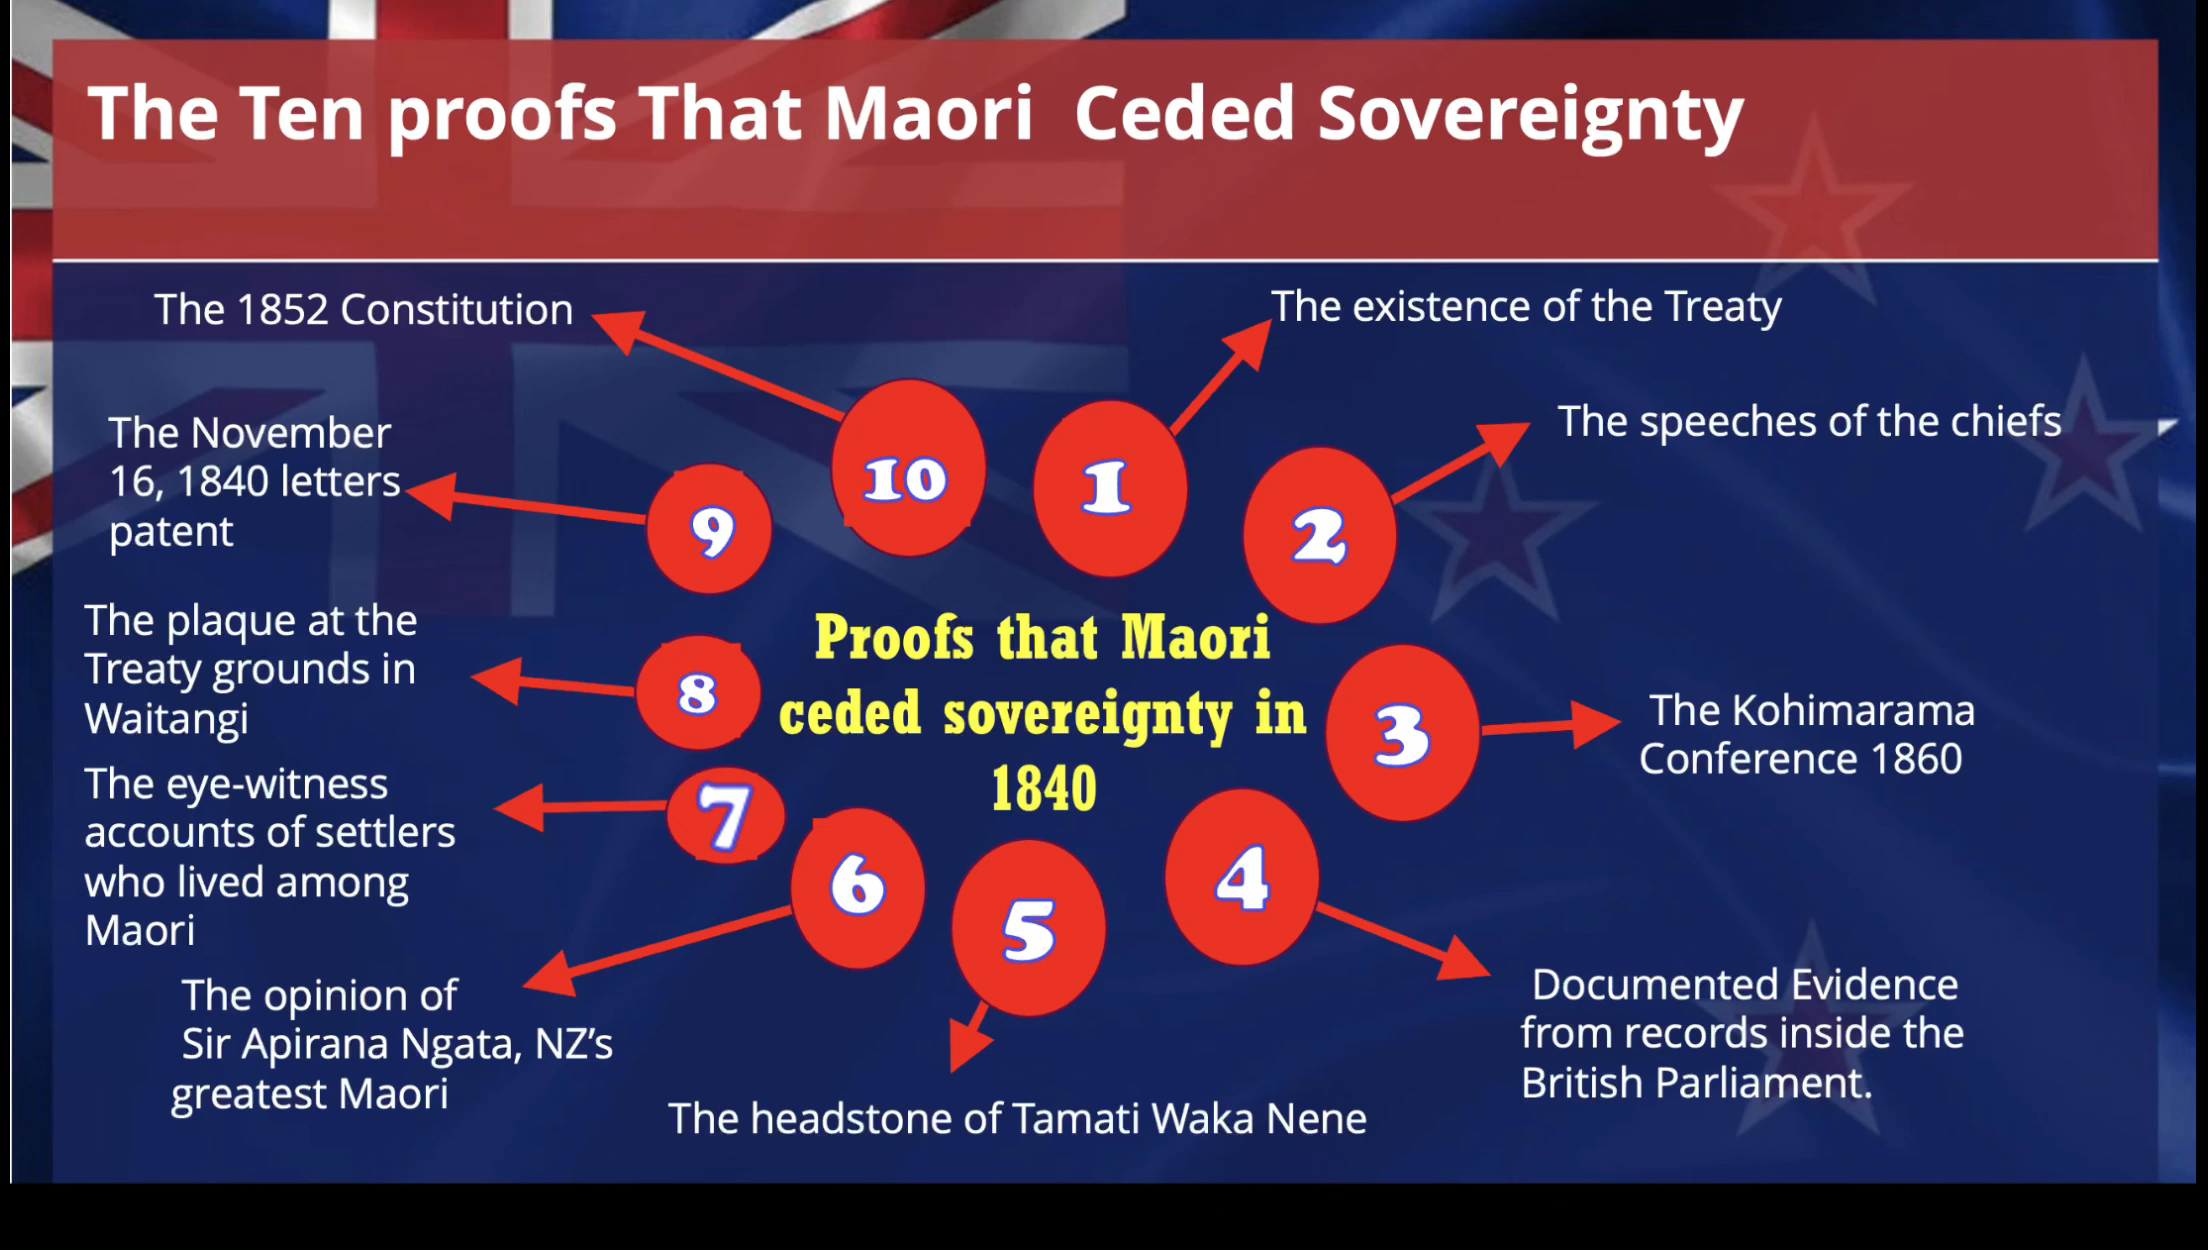 The Ten proofs That Maori Ceded Sovereignty
The 1852 Constitution
The existence of the Treaty
The speeches of the chiefs
The November
16, 1840 letters
patent
10
1
2
9
The plaque at the
Treaty grounds in
Waitangi
8
Proofs that Maori
ceded sovereignty in
1840
3
The Kohimarama
Conference 1860
The eye-witness
accounts of settlers
who lived among
Maori
7
6
5
4
The opinion of
Sir Apirana Ngata, NZ’s
greatest Maori
The headstone of Tamati Waka Nene
Documented Evidence
from records inside the
British Parliament.